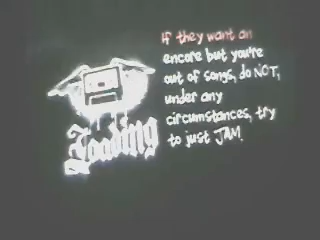 If they want an
encore but you're
out of songs, do NOT,
under any
circumstances, try
to just JAM.
Loading